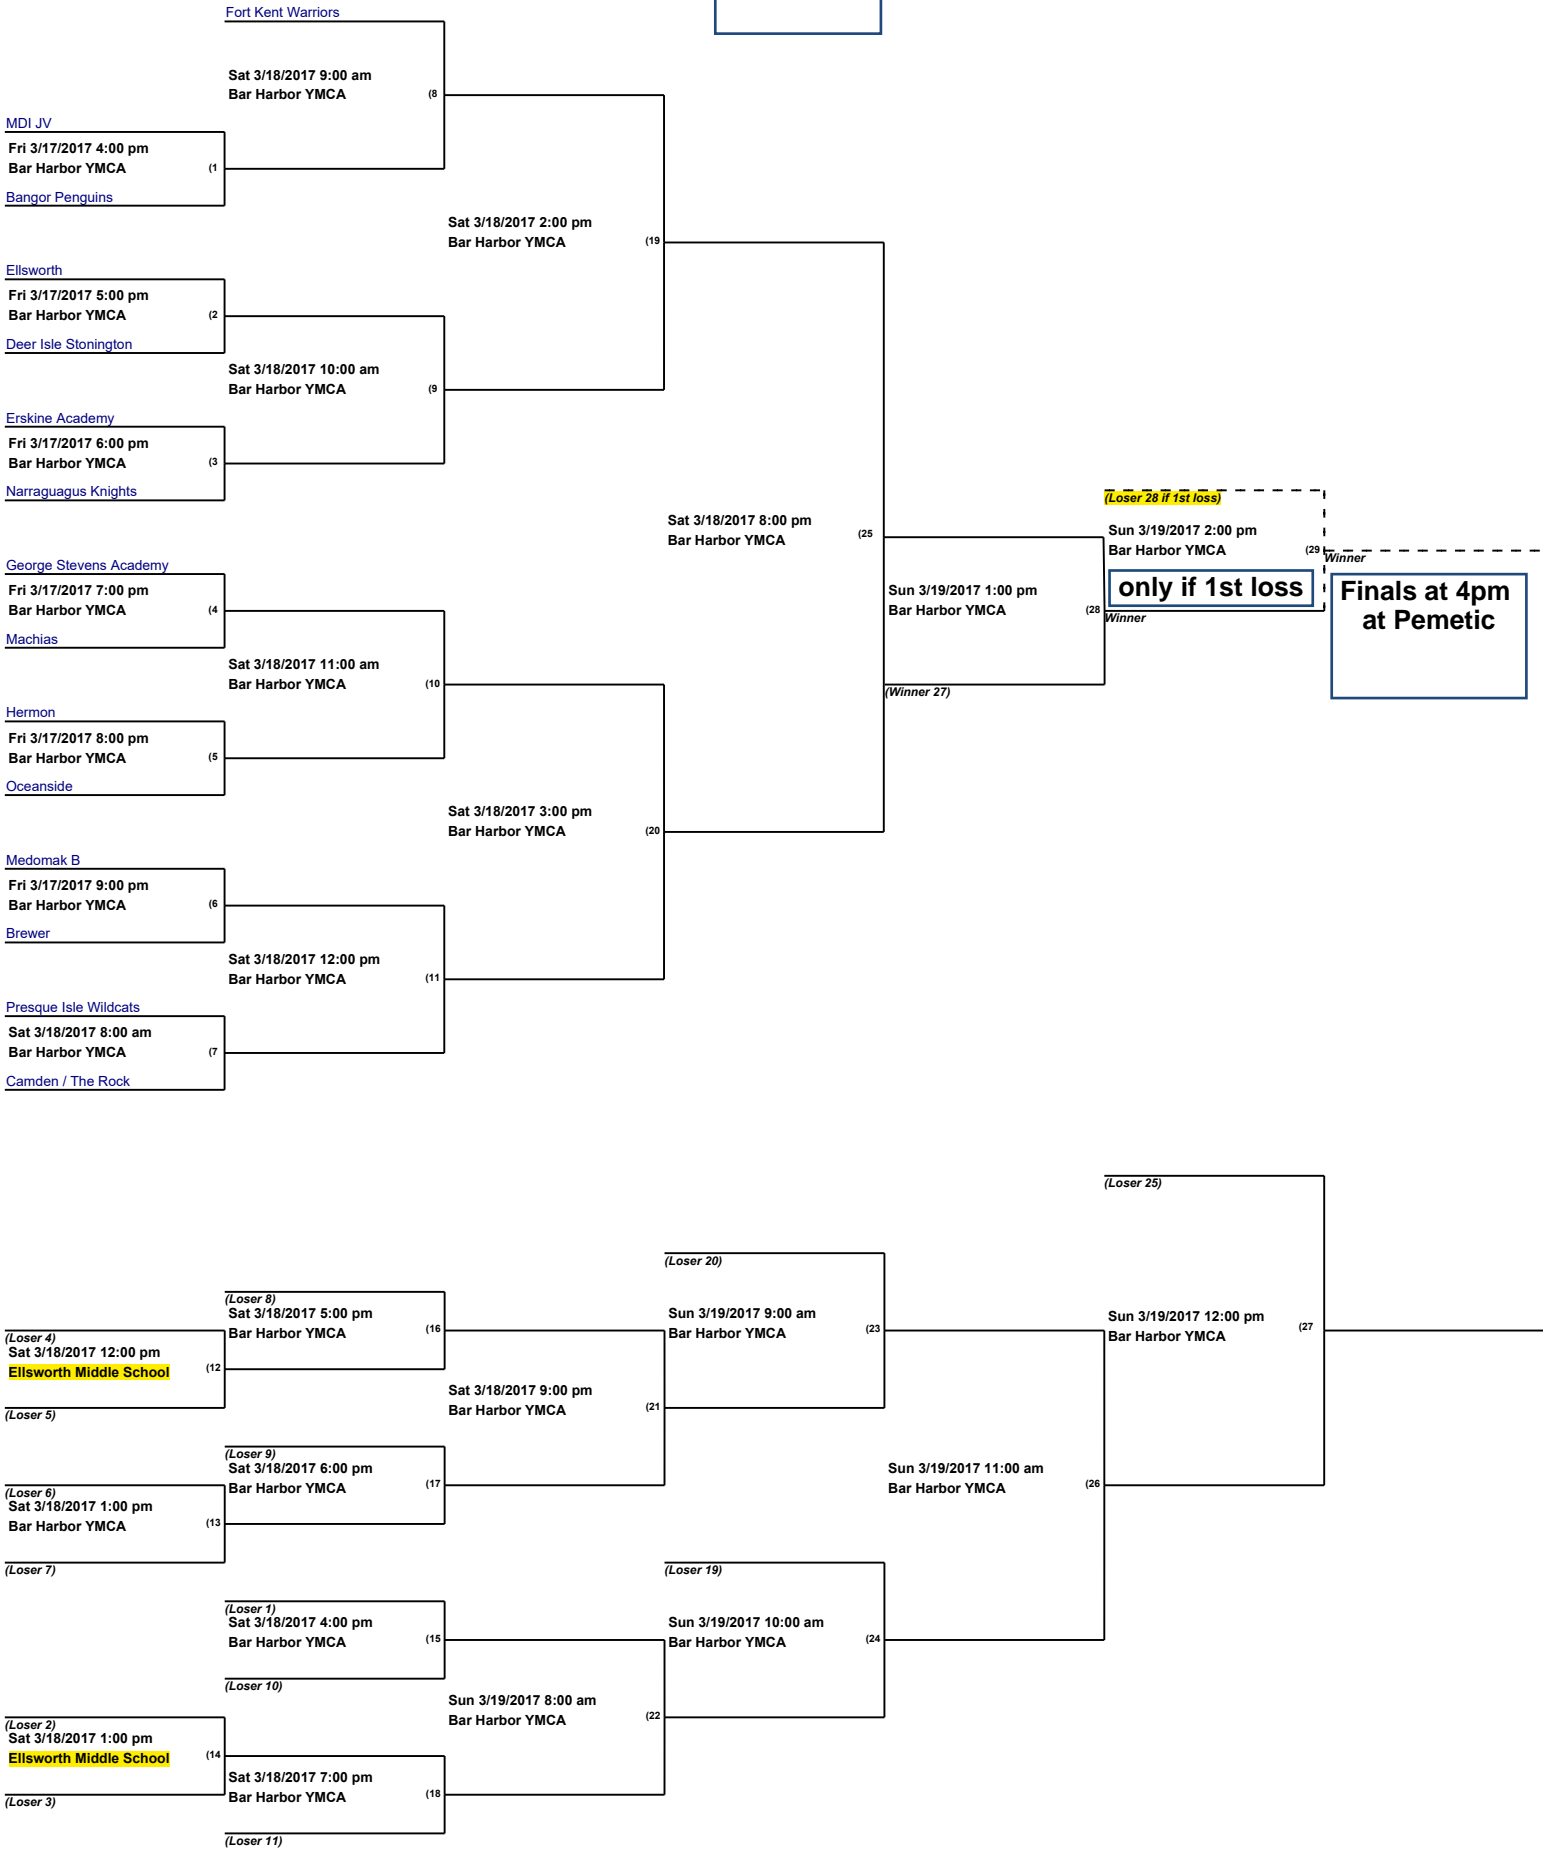 Fort Kent Warriors
Sat 3/18/2017 9:00 am
Bar Harbor YMCA
(8
MDI JV
Fri 3/17/2017 4:00 pm
Bar Harbor YMCA
(1
Bangor Penguins
Sat 3/18/2017 2:00 pm
Bar Harbor YMCA
(19
Ellsworth
Fri 3/17/2017 5:00 pm
Bar Harbor YMCA
(2
Deer Isle Stonington
Sat 3/18/2017 10:00 am
Bar Harbor YMCA
(9
Erskine Academy
Fri 3/17/2017 6:00 pm
Bar Harbor YMCA
(3
Narraguagus Knights
(Loser 28 if 1st loss)
Sat 3/18/2017 8:00 pm
Bar Harbor YMCA
(25
Sun 3/19/2017 2:00 pm
Bar Harbor YMCA
(29
Winner
George Stevens Academy
Fri 3/17/2017 7:00 pm
Bar Harbor YMCA
(4
Machias
Sun 3/19/2017 1:00 pm
Bar Harbor YMCA
(28
only if 1st loss
Winner
Finals at 4pm
at Pemetic
Sat 3/18/2017 11:00 am
Bar Harbor YMCA
(10
(Winner 27)
Hermon
Fri 3/17/2017 8:00 pm
Bar Harbor YMCA
(5
Oceanside
Sat 3/18/2017 3:00 pm
Bar Harbor YMCA
(20
Medomak B
Fri 3/17/2017 9:00 pm
Bar Harbor YMCA
(6
Brewer
Sat 3/18/2017 12:00 pm
Bar Harbor YMCA
(11
Presque Isle Wildcats
Sat 3/18/2017 8:00 am
Bar Harbor YMCA
(7
Camden / The Rock
(Loser 25)
(Loser 20)
(Loser 8)
Sat 3/18/2017 5:00 pm
Bar Harbor YMCA
(16
Sun 3/19/2017 9:00 am
Bar Harbor YMCA
(23
Sun 3/19/2017 12:00 pm
Bar Harbor YMCA
(27
(Loser 4)
Sat 3/18/2017 12:00 pm
Ellsworth Middle School
(12
(Loser 5)
Sat 3/18/2017 9:00 pm
Bar Harbor YMCA
(21
(Loser 9)
Sat 3/18/2017 6:00 pm
Bar Harbor YMCA
(17
Sun 3/19/2017 11:00 am
Bar Harbor YMCA
(26
(Loser 6)
Sat 3/18/2017 1:00 pm
Bar Harbor YMCA
(13
(Loser 7)
(Loser 19)
(Loser 1)
Sat 3/18/2017 4:00 pm
Bar Harbor YMCA
(15
(Loser 10)
Sun 3/19/2017 10:00 am
Bar Harbor YMCA
(24
Sun 3/19/2017 8:00 am
Bar Harbor YMCA
(22
(Loser 2)
Sat 3/18/2017 1:00 pm
Ellsworth Middle School
(14
(Loser 3)
Sat 3/18/2017 7:00 pm
Bar Harbor YMCA
(18
(Loser 11)